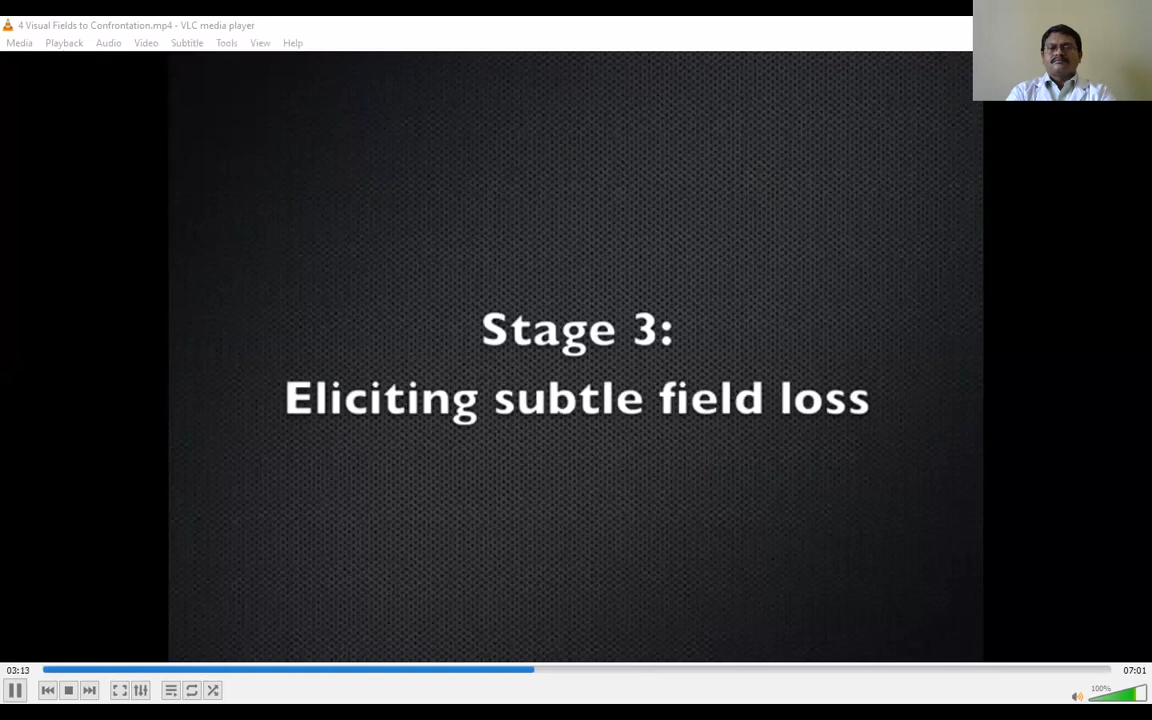 4 Visual Fields to Confrontation.mp4 - VLC media player
Media Playback Audio Video Subtitle Tools View Help
Stage 3:
Eliciting subtle field loss
03:13
07:01
100%